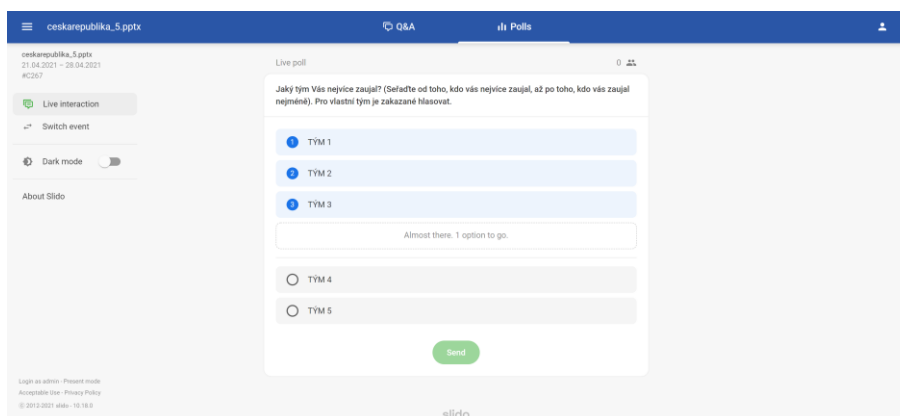 ceskarepublika_5.pptx
Q&A
Polls
ceskarepublika_5.pptx
21.04.2021 – 28.04.2021
#C267
Live interaction
Switch event
Dark mode
About Slido
Live poll
0
Jaký tým Vás nejvíce zaujal? (Seřaďte od toho, kdo vás nejvíce zaujal, až po toho, kdo vás zaujal
nejméně). Pro vlastní tým je zakazané hlasovat.
1 TÝM 1
2 TÝM 2
3 TÝM 3
Almost there. 1 option to go.
TÝM 4
TÝM 5
Send
Login as admin - Present mode
Acceptable Use - Privacy Policy
© 2012-2021 slido - 10.18.0
slido